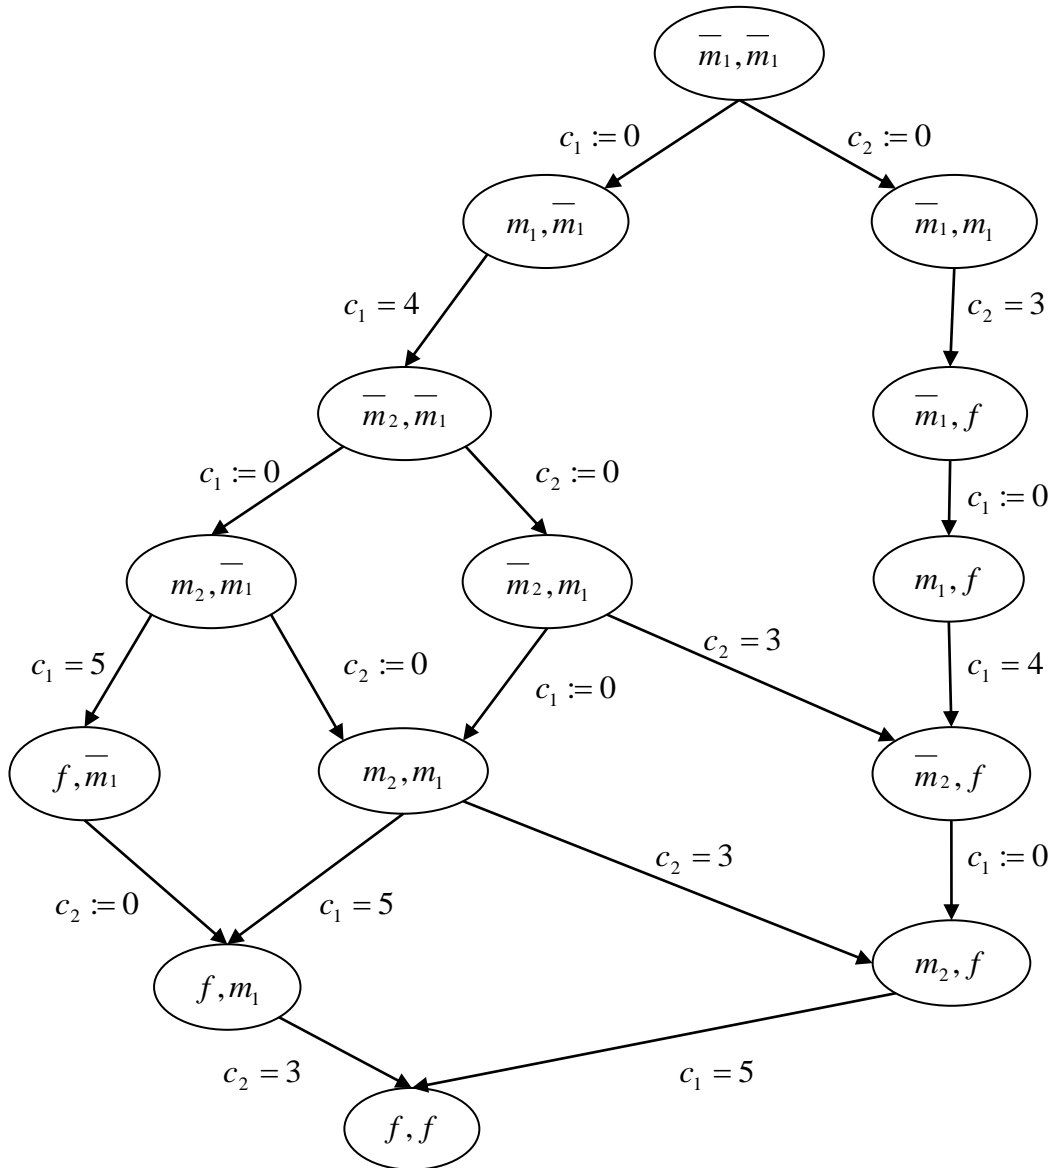 m̅₁, m̅₁
c₁ := 0
c₂ := 0
m₁, m̅₁
m̅₁, m₁
c₁ = 4
c₂ = 3
m̅₂, m̅₁
m̅₁, f
c₁ := 0
c₂ := 0
c₁ := 0
m₂, m̅₁
m̅₂, m₁
m₁, f
c₁ = 5
c₂ := 0
c₁ := 0
c₂ = 3
c₁ = 4
f, m̅₁
m₂, m₁
m̅₂, f
c₂ := 0
c₁ = 5
c₂ = 3
c₁ := 0
f, m₁
m₂, f
c₂ = 3
c₁ = 5
f, f